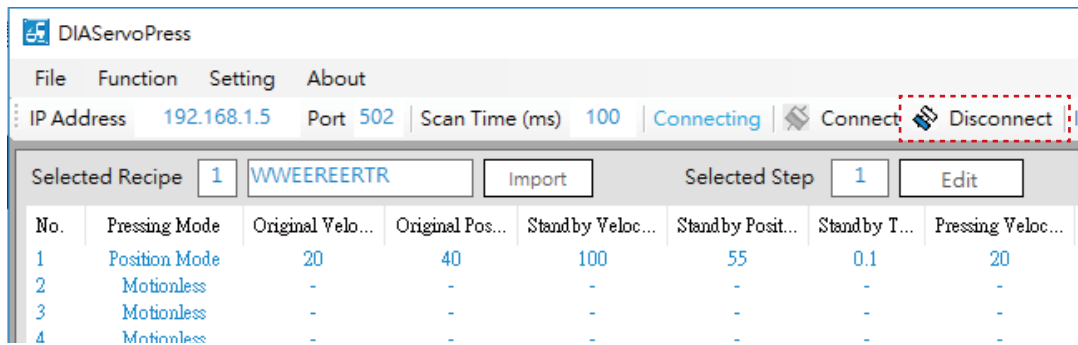 DIAServoPress
File Function Setting About
IP Address 192.168.1.5 Port 502 Scan Time (ms) 100 Connecting Connect Disconnect
Selected Recipe 1 WWEEREERTR Import Selected Step 1 Edit
No. Pressing Mode Original Velo... Original Pos... Standby Veloc... Standby Posit... Standby T... Pressing Veloc...
1 Position Mode 20 40 100 55 0.1 20
2 Motionless - - - - - -
3 Motionless - - - - - -
4 Motionless - - - - - -